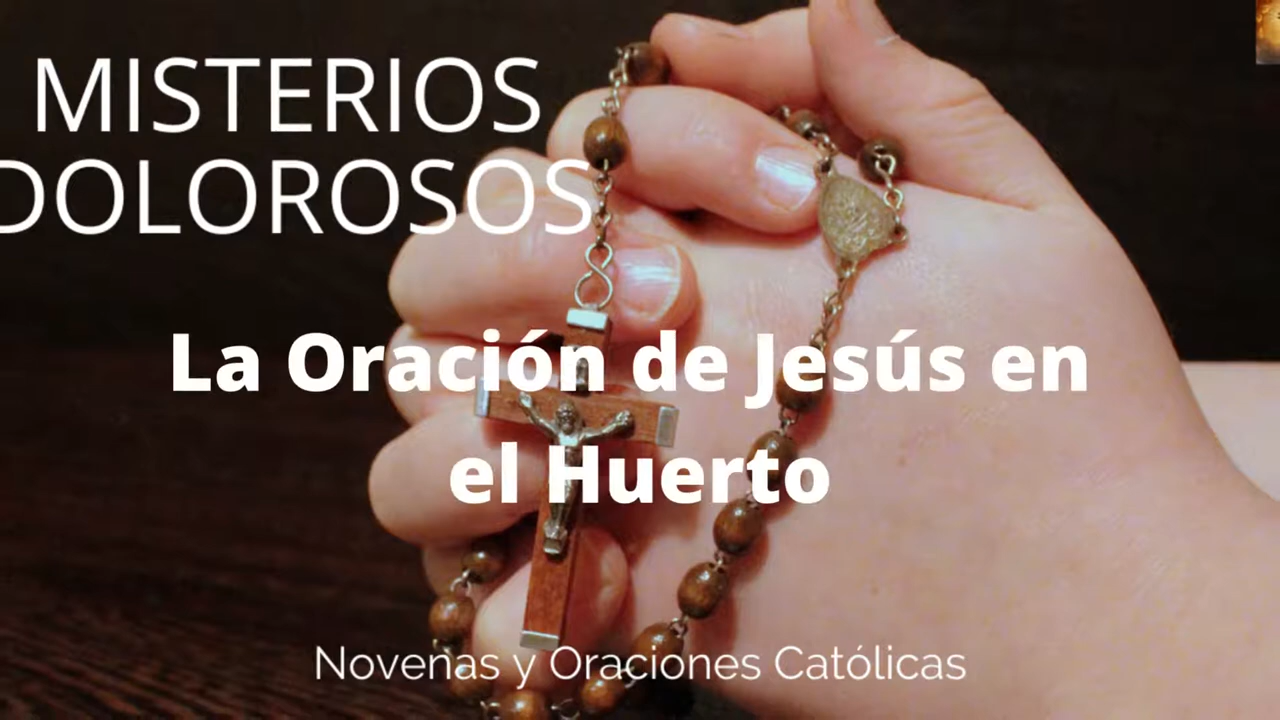 MISTERIOS
DOLOROSOS
La Oración de Jesús en
el Huerto
Novenas y Oraciones Católicas